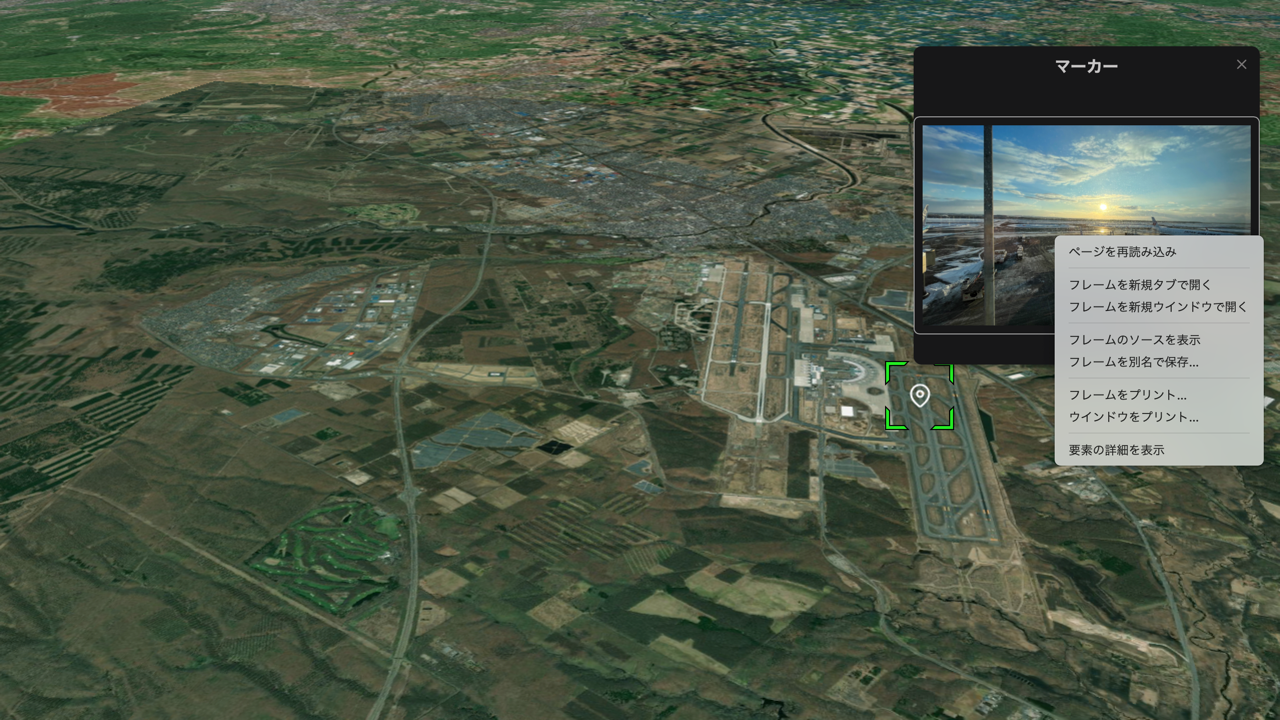 マーカー
ページを再読み込み
フレームを新規タブで開く
フレームを新規ウインドウで開く
フレームのソースを表示
フレームを別名で保存...
フレームをプリント...
ウインドウをプリント...
要素の詳細を表示